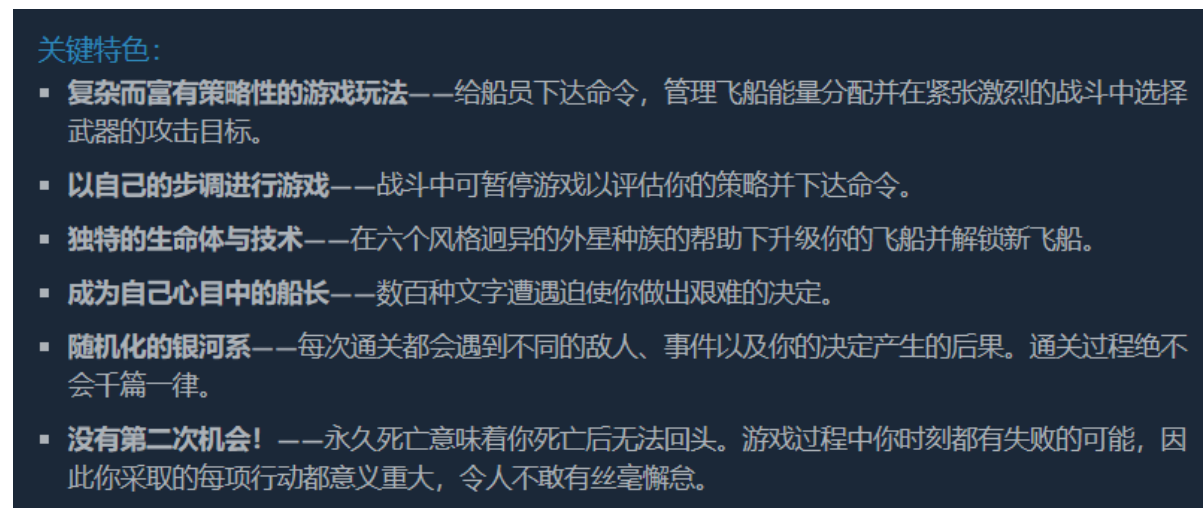 关键特色：
▪ 复杂而富有策略性的游戏玩法——给船员下达命令，管理飞船能量分配并在紧张激烈的战斗中选择
武器的攻击目标。
▪ 以自己的步调进行游戏——战斗中可暂停游戏以评估你的策略并下达命令。
▪ 独特的生命体与技术——在六个风格迥异的外星种族的帮助下升级你的飞船并解锁新飞船。
▪ 成为自己心目中的船长——数百种文字遭遇迫使你做出艰难的决定。
▪ 随机化的银河系——每次通关都会遇到不同的敌人、事件以及你的决定产生的后果。通关过程绝不
会千篇一律。
▪ 没有第二次机会！——永久死亡意味着你死亡后无法回头。游戏过程中你时刻都有失败的可能，因
此你采取的每项行动都意义重大，令人不敢有丝毫懈怠。